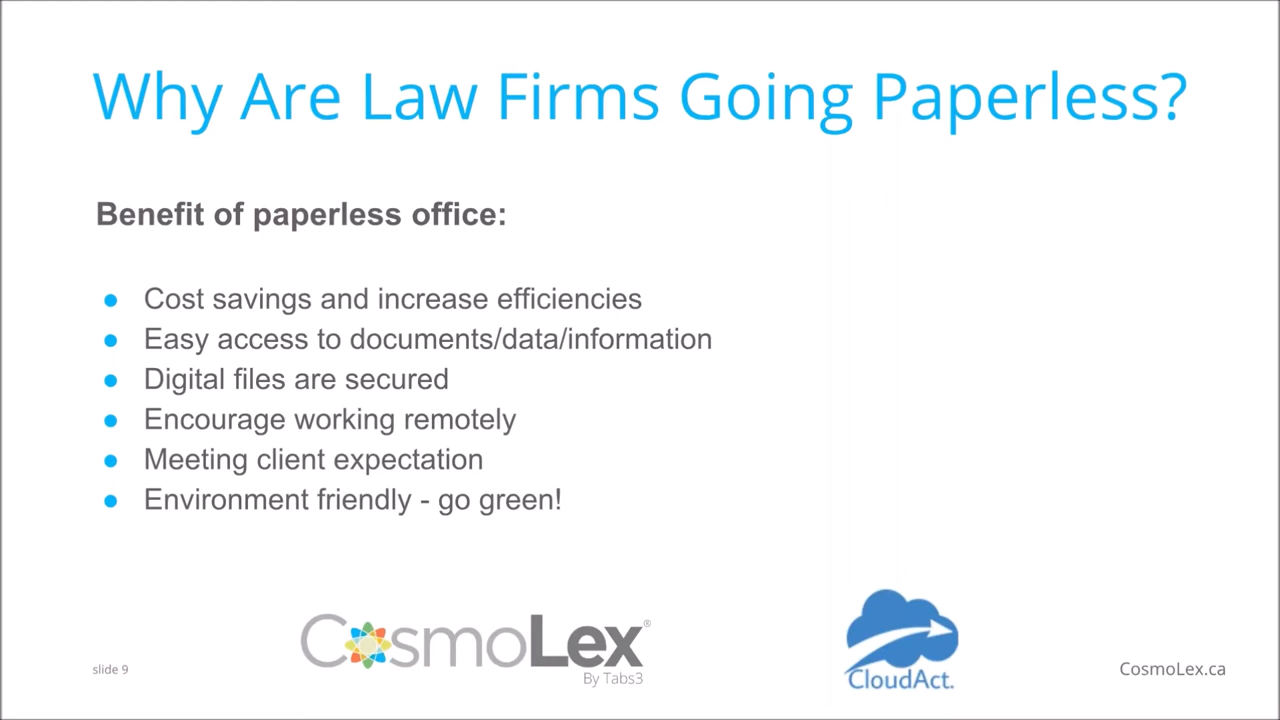 Why Are Law Firms Going Paperless?
Benefit of paperless office:
● Cost savings and increase efficiencies
● Easy access to documents/data/information
● Digital files are secured
● Encourage working remotely
● Meeting client expectation
● Environment friendly - go green!
CosmoLex®
By Tabs3
CloudAct.
slide 9
CosmoLex.ca